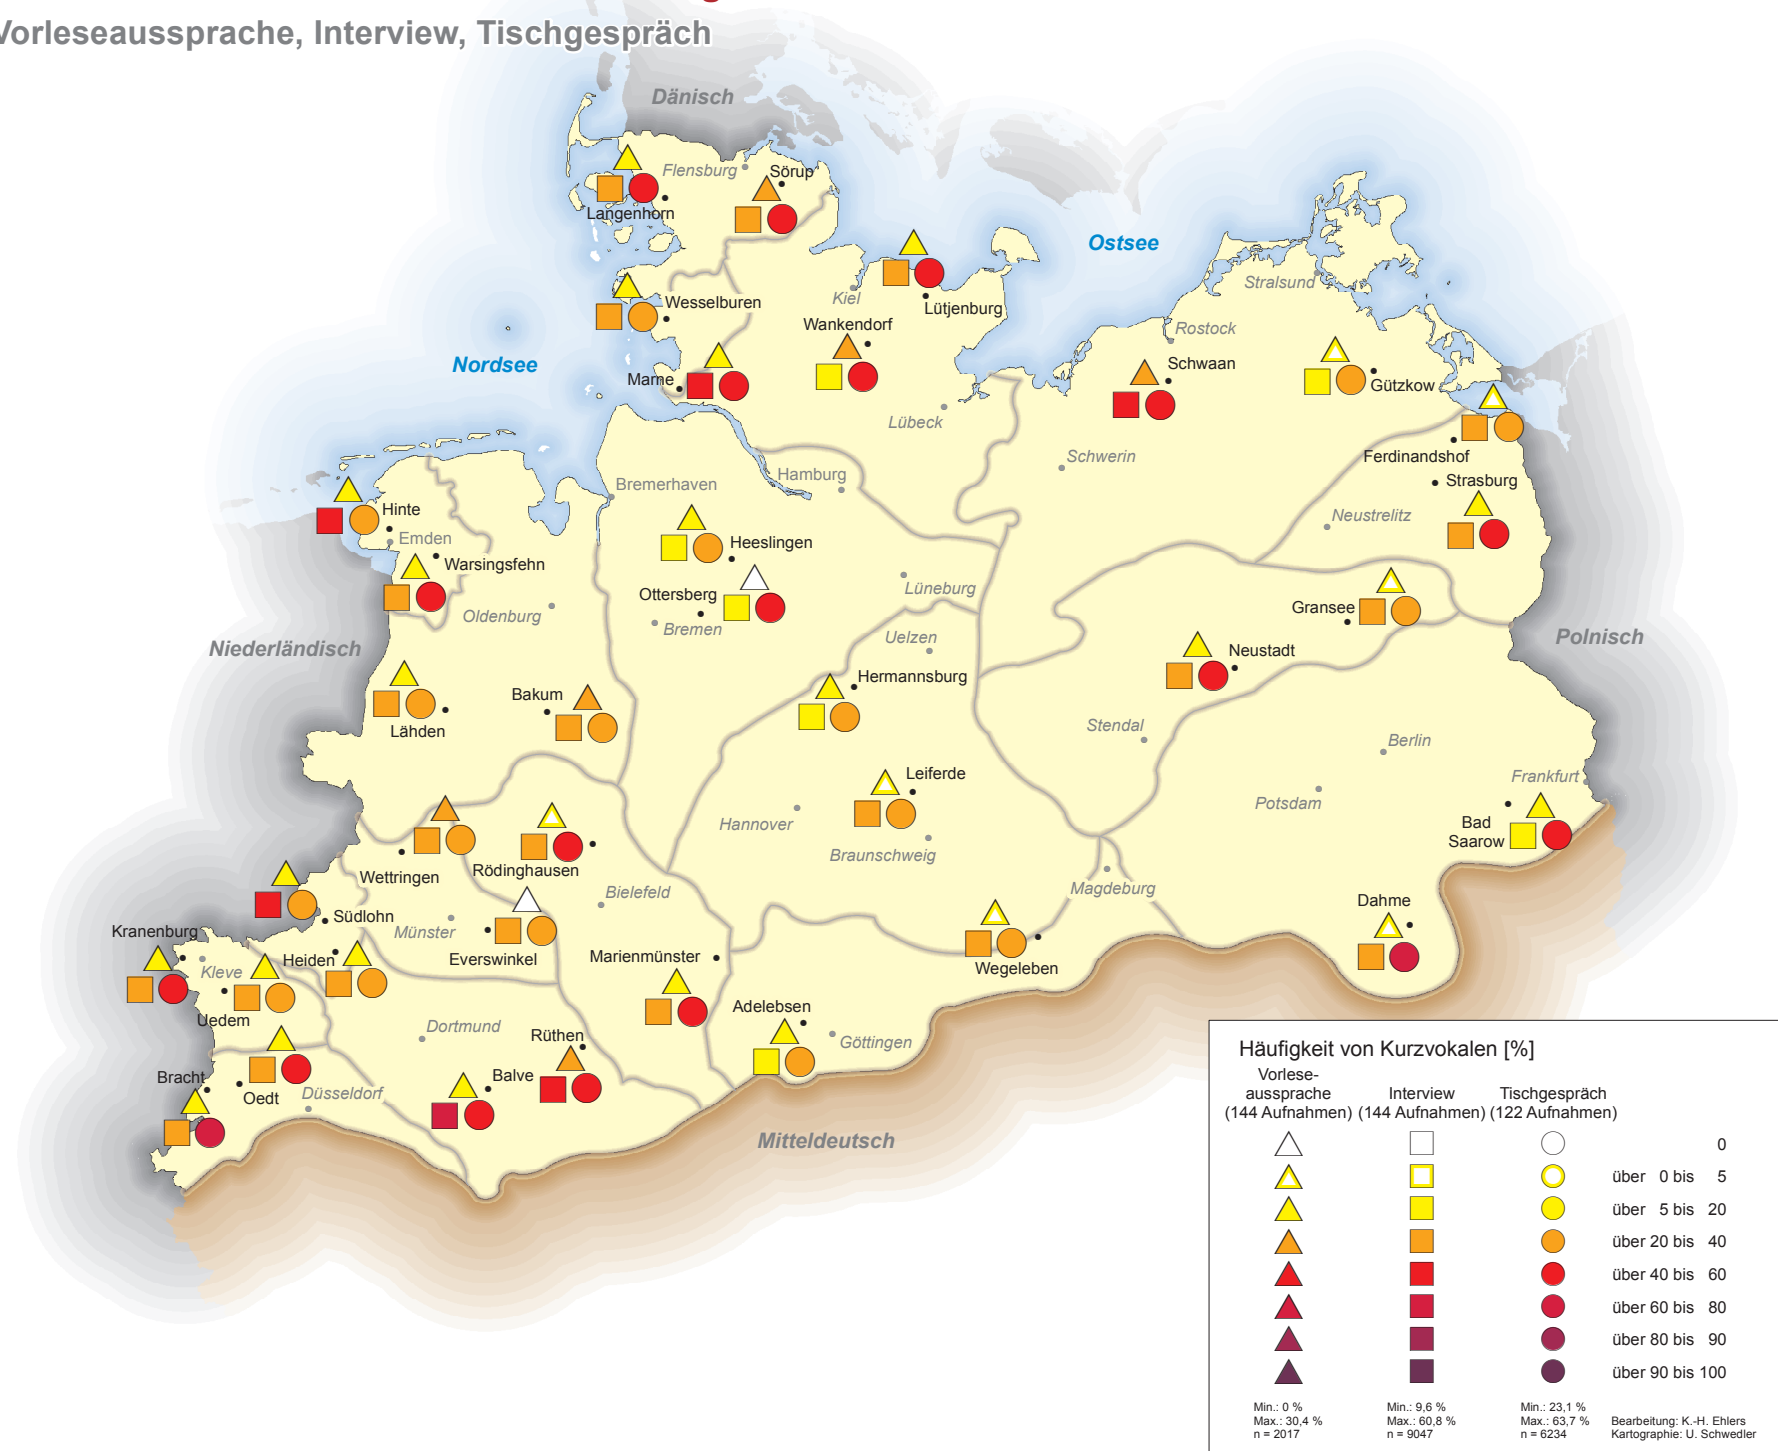 Vorleseaussprache, Interview, Tischgespräch
Dänisch
Flensburg
Sörup
Langenhorn
Ostsee
Stralsund
Kiel
Lütjenburg
Wesselburen
Wankendorf
Rostock
Nordsee
Schwaan
Marne
Gützkow
Lübeck
Schwerin
Ferdinandshof
Hamburg
Bremerhaven
Strasburg
Hinte
Neustrelitz
Emden
Heeslingen
Warsingsfehn
Lüneburg
Ottersberg
Gransee
Oldenburg
Bremen
Uelzen
Polnisch
Niederländisch
Neustadt
Hermannsburg
Bakum
Lähden
Stendal
Berlin
Leiferde
Frankfurt
Potsdam
Hannover
Bad
Saarow
Braunschweig
Rödinghausen
Wettringen
Bielefeld
Magdeburg
Dahme
Südlohn
Kranenburg
Münster
Everswinkel
Marienmünster
Heiden
Wegeleben
Kleve
Adelebsen
Uedem
Dortmund
Rüthen
Göttingen
Bracht
Balve
Düsseldorf
Oedt
Mitteldeutsch
Häufigkeit von Kurzvokalen [%]
Vorlese-
aussprache Interview Tischgespräch
(144 Aufnahmen) (144 Aufnahmen) (122 Aufnahmen)
0
über 0 bis 5
über 5 bis 20
über 20 bis 40
über 40 bis 60
über 60 bis 80
über 80 bis 90
über 90 bis 100
Min.: 0 % Min.: 9,6 % Min.: 23,1 %
Max.: 30,4 % Max.: 60,8 % Max.: 63,7 % Bearbeitung: K.-H. Ehlers
n = 2017 n = 9047 n = 6234 Kartographie: U. Schwedler